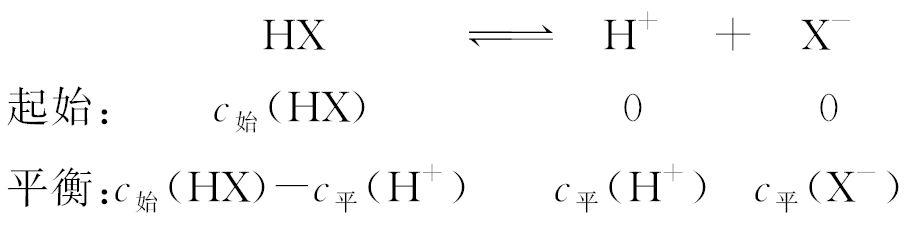 HX ⇌ H⁺ + X⁻
起始: c始(HX) 0 0
平衡:c始(HX)−c平(H⁺) c平(H⁺) c平(X⁻)